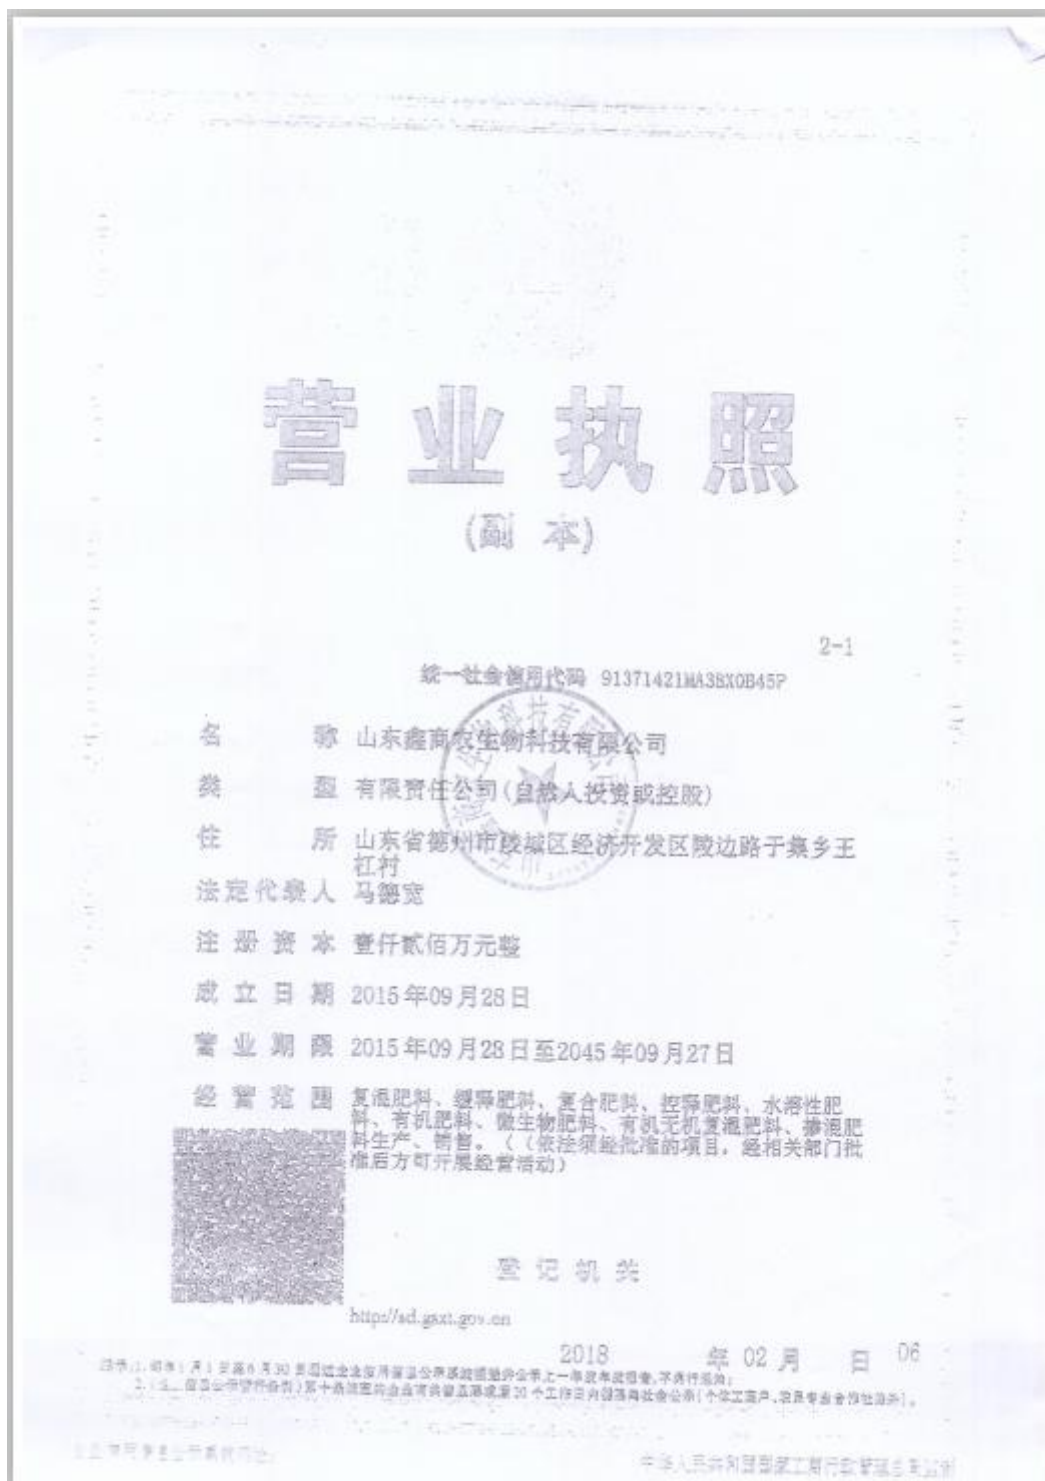 营业执照
(副本)
2-1
统一社会信用代码 91371421MA3BX0B45P
名称 山东鑫商农生物科技有限公司
类型 有限责任公司(自然人投资或控股)
住所 山东省德州市陵城区经济开发区陵边路于集乡王
杠村
法定代表人 马德宽
注册资本 壹仟贰佰万元整
成立日期 2015年09月28日
营业期限 2015年09月28日至2045年09月27日
经营范围 复混肥料、缓释肥料、复合肥料、控释肥料、水溶性肥
料、有机肥料、微生物肥料、有机无机复混肥料、掺混肥
料生产、销售。((依法须经批准的项目,经相关部门批
准后方可开展经营活动)
登记机关
http://sd.gsxt.gov.cn
2018 年 02 月 日 06